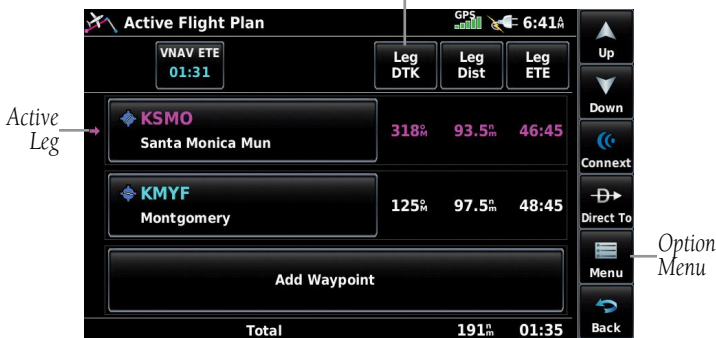 Active Flight Plan
GPS
6:41A
VNAV ETE
01:31
Leg DTK
Leg Dist
Leg ETE
Up
Down
Connext
Direct To
Menu
Back
Active Leg
KSMO
Santa Monica Mun
318°M
93.5nm
46:45
KMYF
Montgomery
125°M
97.5nm
48:45
Add Waypoint
Option Menu
Total
191nm
01:35